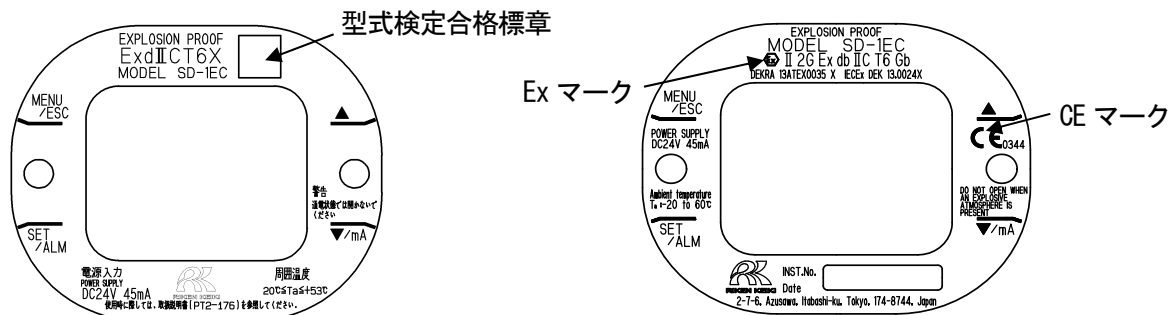 型式検定合格標章
EXPLOSION PROOF
ExdⅡCT6X
MODEL SD-1EC
MENU
/ESC
▲
警告
通電状態では開かないで
ください
SET
/ALM
▼/mA
電源入力
POWER SUPPLY
DC24V 45mA
RIKEN KEIKI
周囲温度
20℃≦Ta≦+53℃
使用時に際しては、取扱説明書(PT2-176)を参照してください。
Ex マーク
CE マーク
EXPLOSION PROOF
MODEL SD-1EC
Ex Ⅱ 2G Ex db ⅡC T6 Gb
DEKRA 13ATEX0035 X IECEx DEK 13.0024X
MENU
/ESC
POWER SUPPLY
DC24V 45mA
▲
CE 0344
Ambient temperature
Ta :-20 to 60℃
DO NOT OPEN WHEN
AN EXPLOSIVE
ATMOSPHERE IS
PRESENT
SET
/ALM
▼/mA
RIKEN KEIKI
INST.No.
Date
2-7-6, Azusawa, Itabashi-ku, Tokyo, 174-8744, Japan